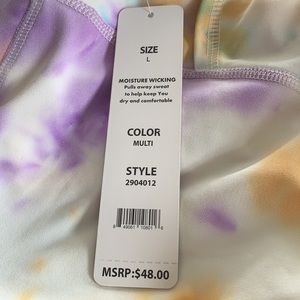 SIZE
L
MOISTURE WICKING
Pulls away sweat
to help keep You
dry and comfortable
COLOR
MULTI
STYLE
2904012
MSRP:$48.00